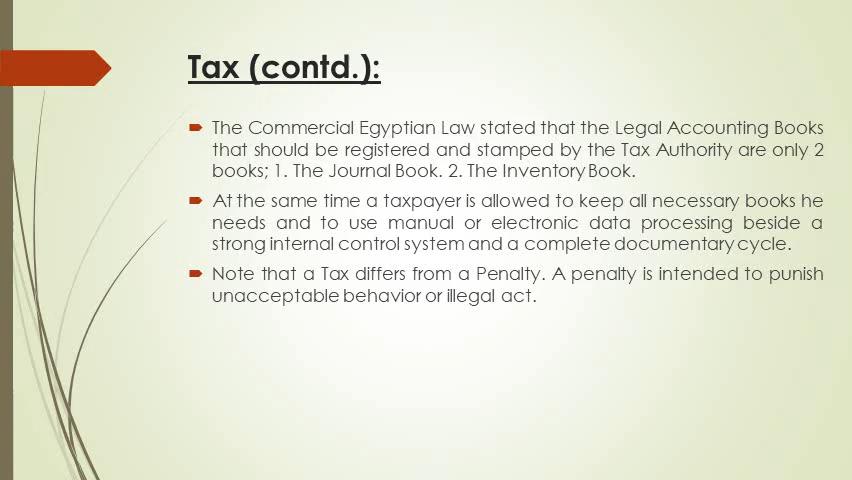 Tax (contd.):
The Commercial Egyptian Law stated that the Legal Accounting Books
that should be registered and stamped by the Tax Authority are only 2
books; 1. The Journal Book. 2. The Inventory Book.
At the same time a taxpayer is allowed to keep all necessary books he
needs and to use manual or electronic data processing beside a
strong internal control system and a complete documentary cycle.
Note that a Tax differs from a Penalty. A penalty is intended to punish
unacceptable behavior or illegal act.